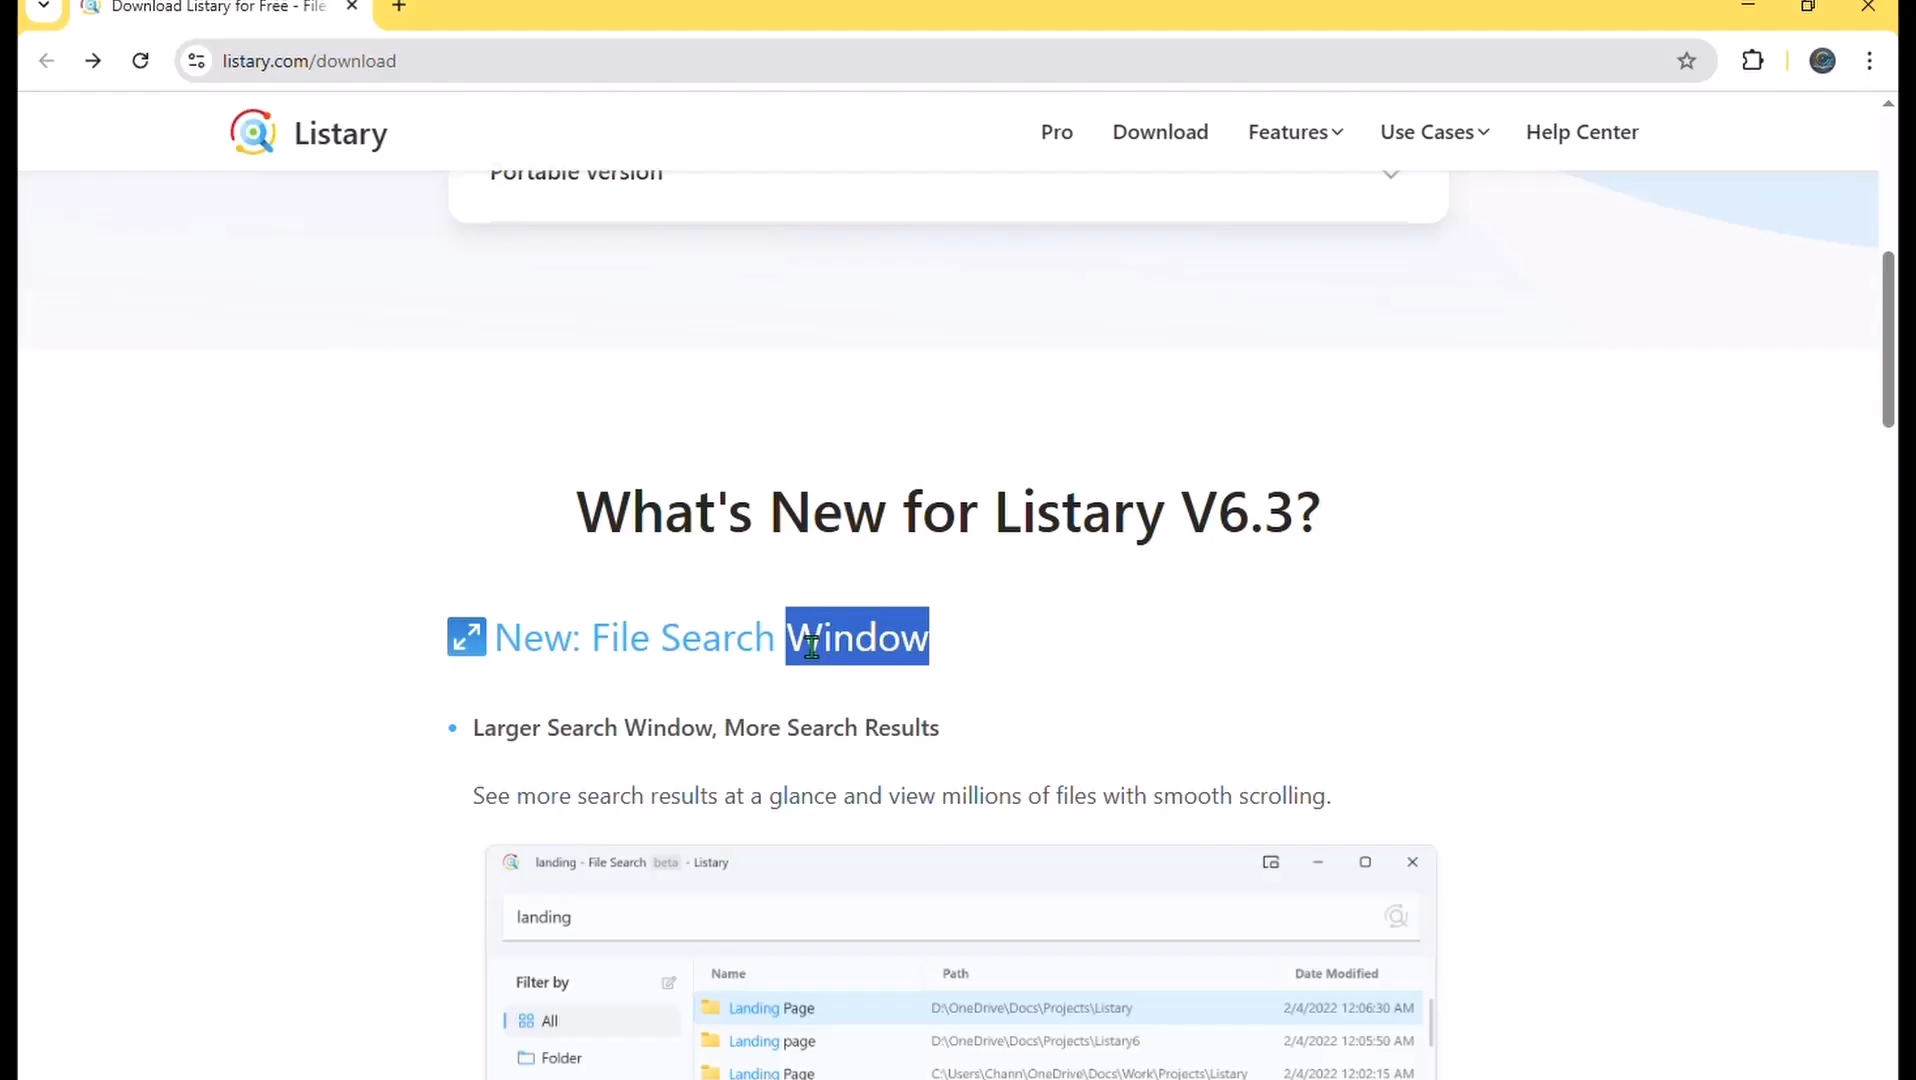 Download Listary for Free - File
listary.com/download
Listary
Pro
Download
Features
Use Cases
Help Center
Portable version
What's New for Listary V6.3?
New: File Search Window
Larger Search Window, More Search Results
See more search results at a glance and view millions of files with smooth scrolling.
landing - File Search beta - Listary
landing
Filter by
Name
Path
Date Modified
All
Landing Page
D:\OneDrive\Docs\Projects\Listary
2/4/2022 12:06:30 AM
Landing page
D:\OneDrive\Docs\Projects\Listary6
2/4/2022 12:05:50 AM
Folder
Landing Page
C:\Users\Chann\OneDrive\Docs\Work\Projects\Listary
2/4/2022 12:02:15 AM